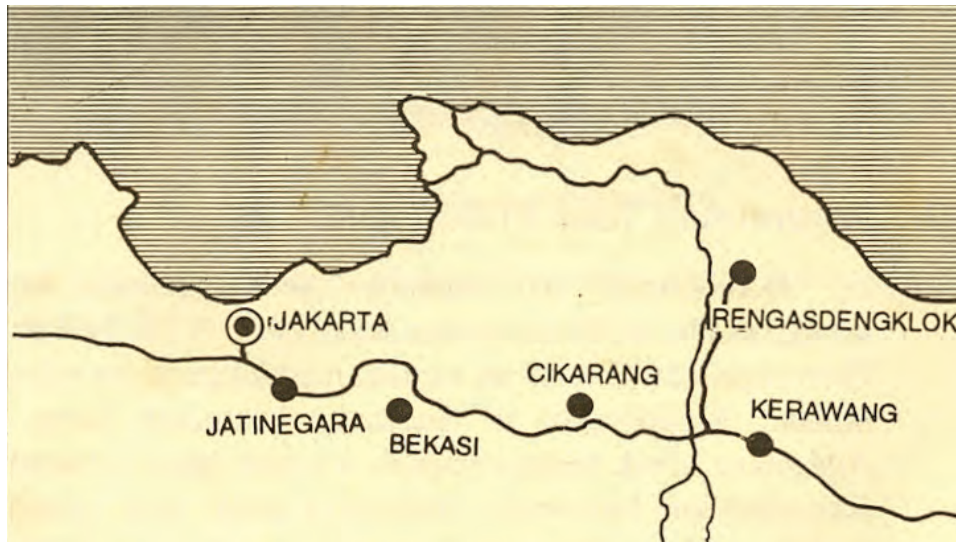 JAKARTA
RENGASDENGKLOK
CIKARANG
KERAWANG
JATINEGARA
BEKASI